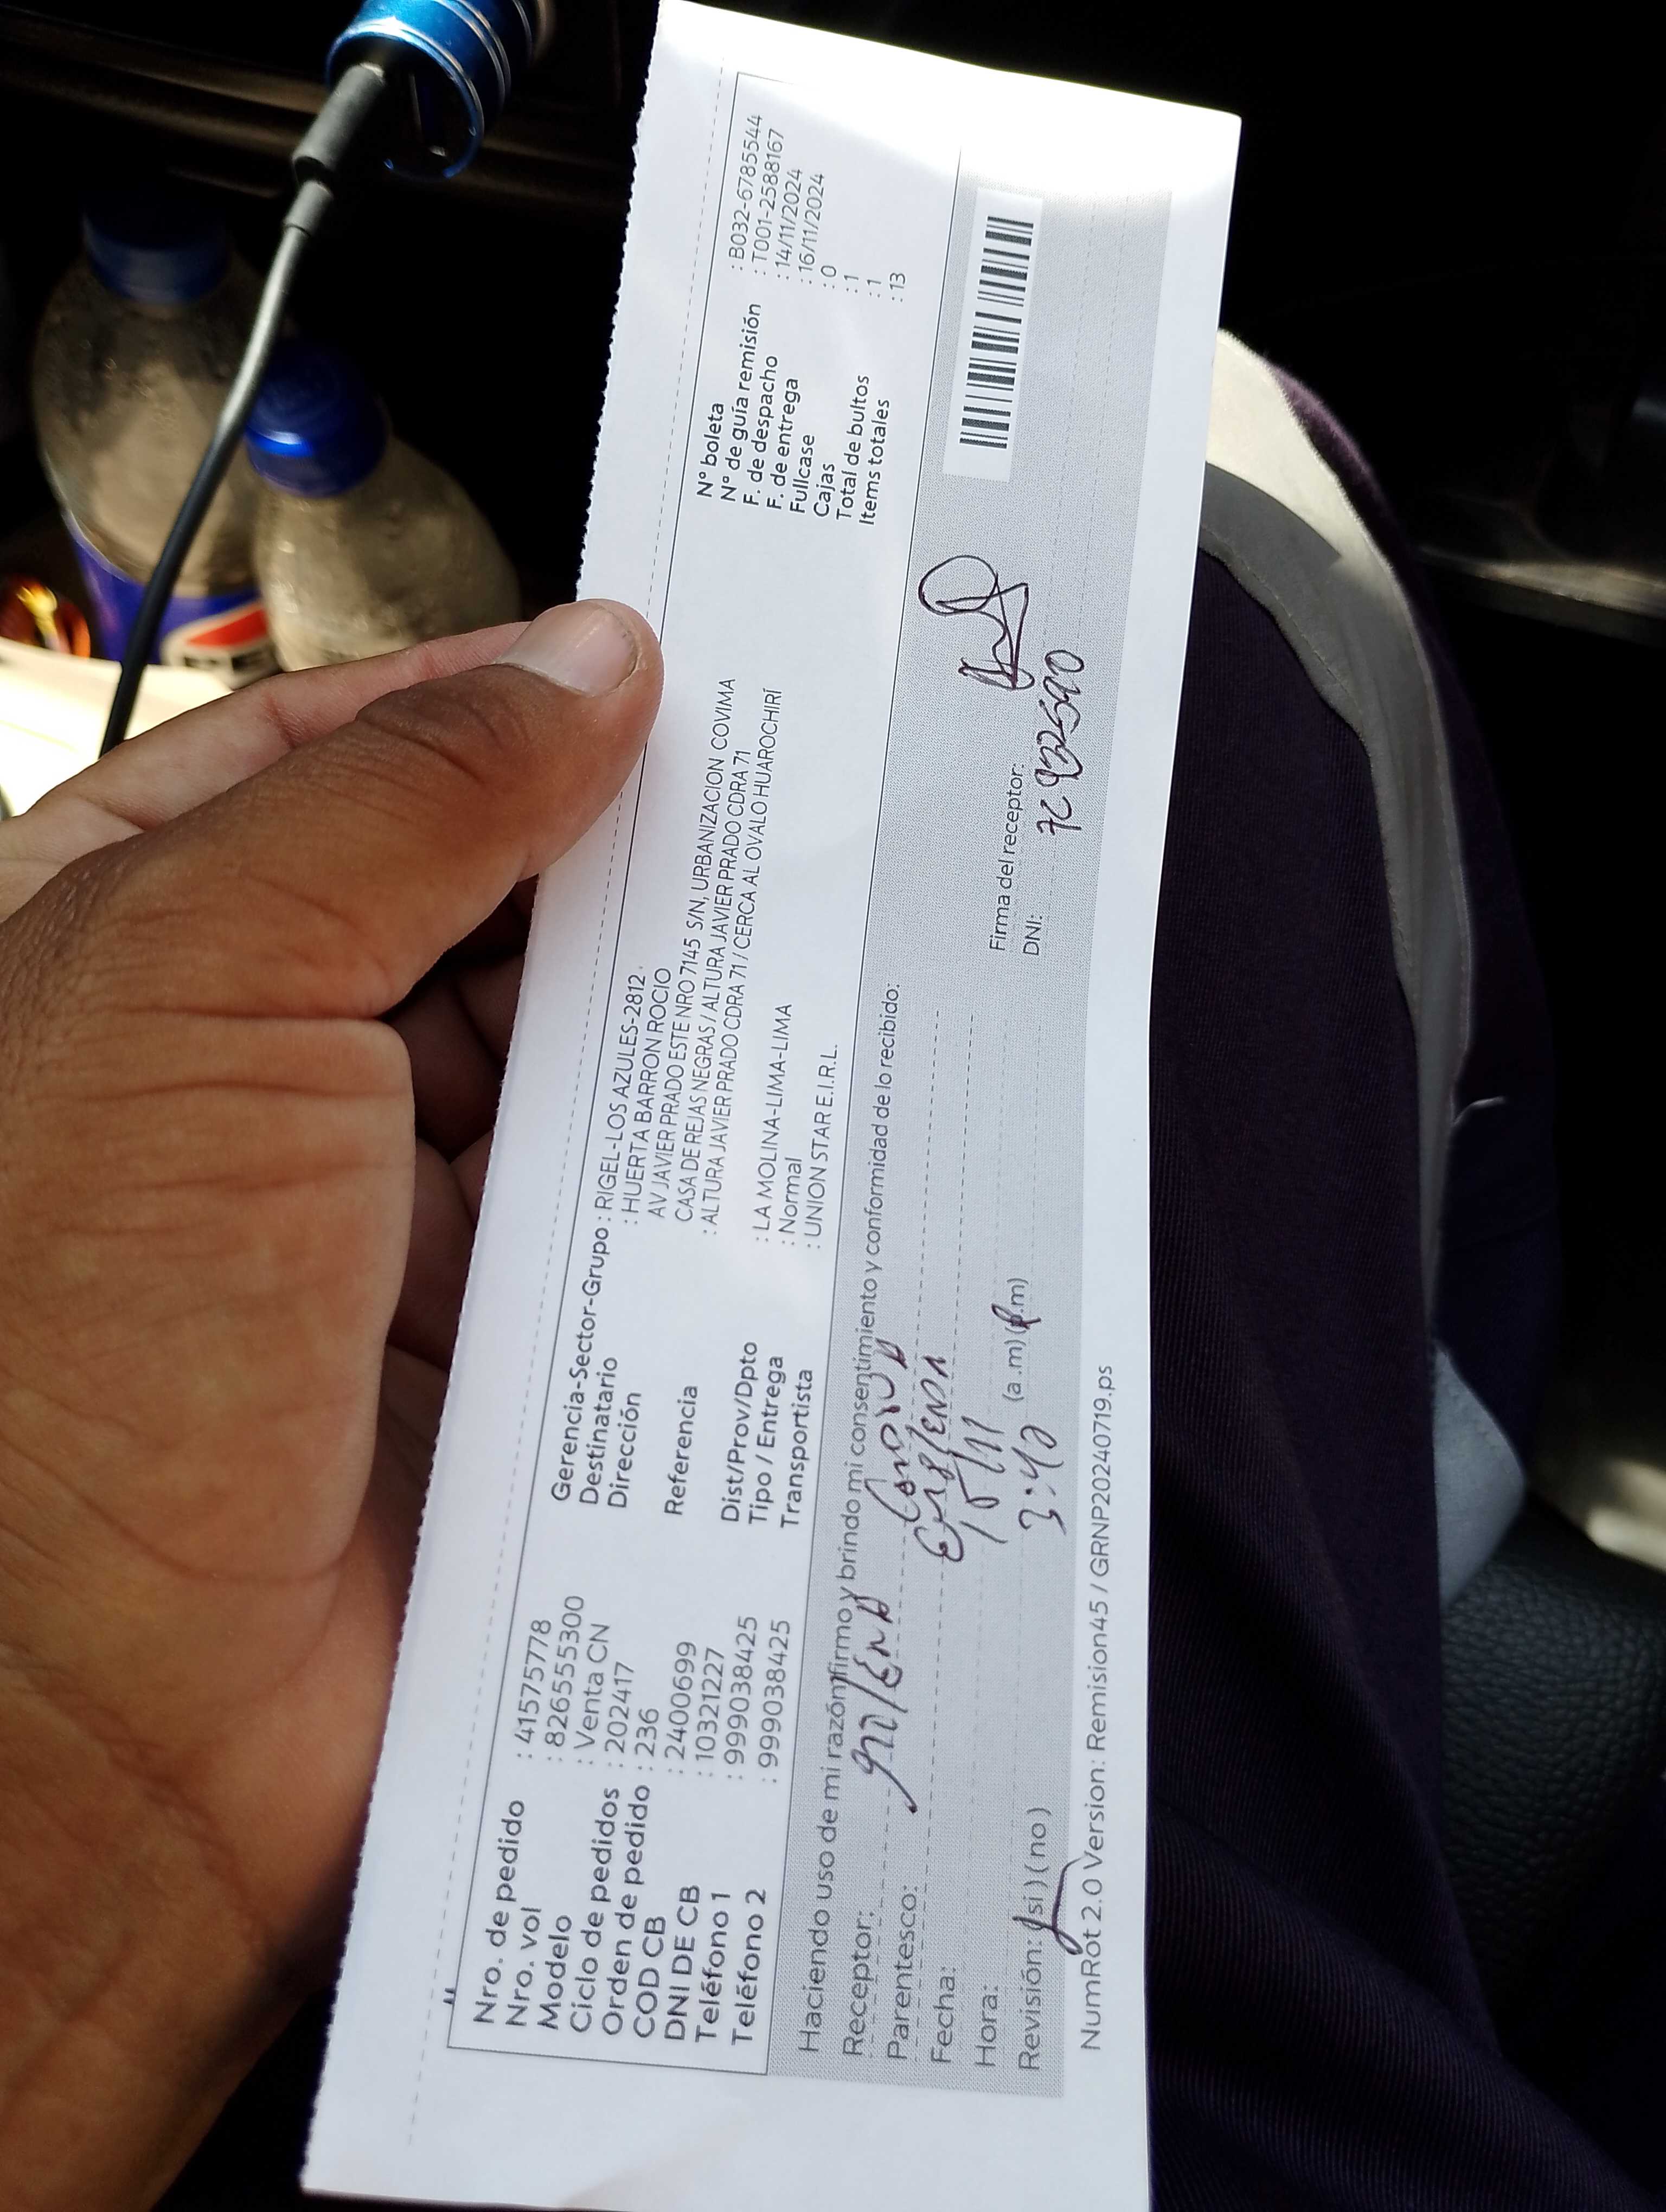 Nro. de pedido : 41575778
Nro. vol : 8265555300
Modelo : Venta CN
Ciclo de pedidos : 202417
Orden de pedido : 236
COD CB : 2400699
DNI DE CB : 10321227
Teléfono 1 : 999038425
Teléfono 2 : 999038425
Gerencia-Sector-Grupo : RIGEL-LOS AZULES-2812
Destinatario : HUERTA BARRON ROCIO
Dirección AV JAVIER PRADO ESTE NRO 7145 S/N, URBANIZACION COVIMA
CASA DE REJAS NEGRAS / ALTURA JAVIER PRADO CDRA 71
Referencia : ALTURA JAVIER PRADO CDRA 71 / CERCA AL OVALO HUAROCHIRÍ
Dist/Prov/Dpto : LA MOLINA-LIMA-LIMA
Tipo / Entrega : Normal
Transportista : UNION STAR E.I.R.L.
N° boleta : B032-6785544
N° de guía remisión : T001-2588167
F. de despacho : 14/11/2024
F. de entrega : 16/11/2024
Fullcase : 0
Cajas : 1
Total de bultos : 1
Items totales : 13
Haciendo uso de mi razón firmo y brindo mi consentimiento y conformidad de lo recibido:
Receptor:
Parentesco:
Fecha: 15/11
Hora: 3:40 (a.m) (p.m)
Revisión: (si) (no)
Firma del receptor:
DNI:
NumRot 2.0 Version: Remision45 / GRNP20240719.ps